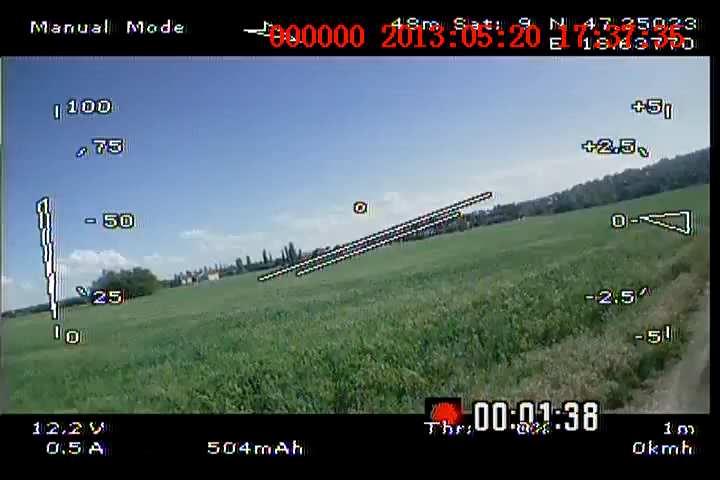 Manual Mode
48m Sat: 9 N 47.25023
000000 2013:05:20 17:37:35
100
+5
75
+2.5
50
0
25
-2.5
0
-5
00:01:38
12.2 V
Thr: 0%
1m
0.5 A
504mAh
0kmh